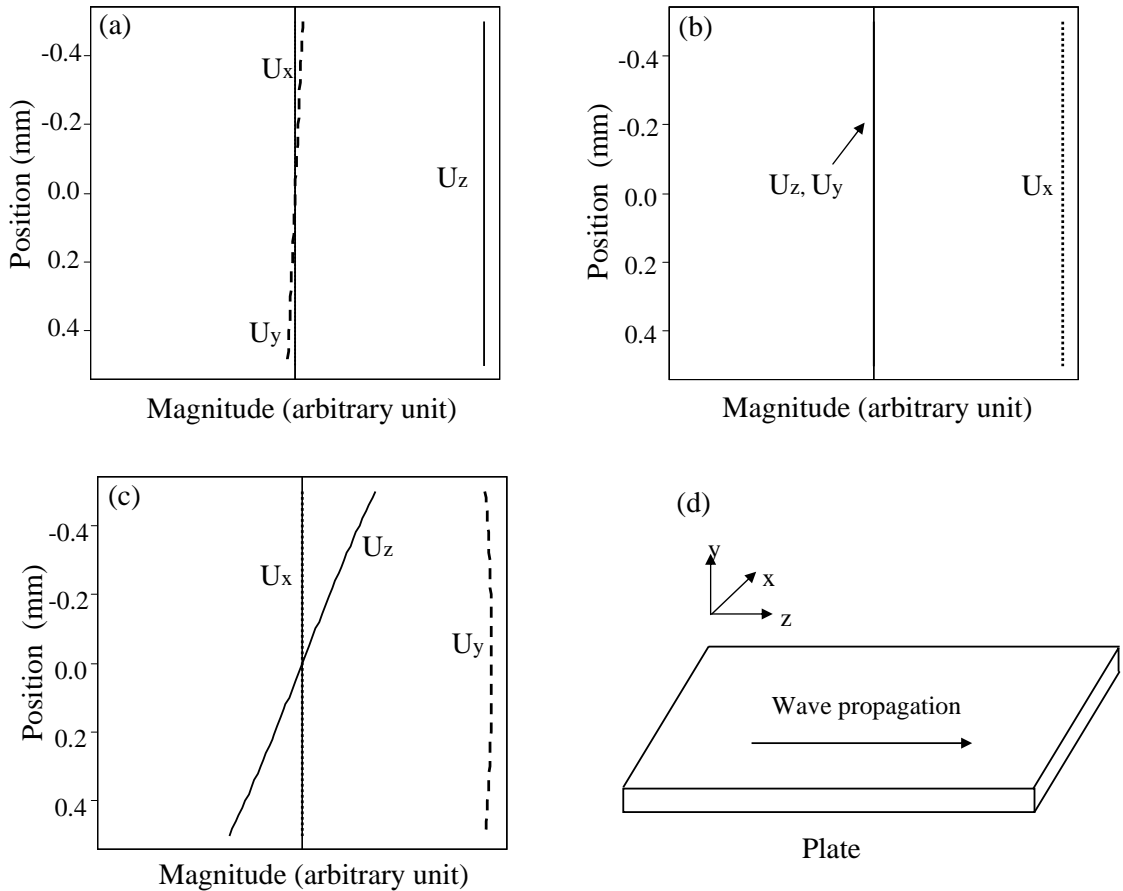 (a)
-0.4
-0.2
0.0
0.2
0.4
Position (mm)
Ux
Uz
Uy
Magnitude (arbitrary unit)
(b)
-0.4
-0.2
0.0
0.2
0.4
Position (mm)
Uz, Uy
Ux
Magnitude (arbitrary unit)
(c)
-0.4
-0.2
0.0
0.2
0.4
Position (mm)
Uz
Ux
Uy
Magnitude (arbitrary unit)
(d)
y
x
z
Wave propagation
Plate